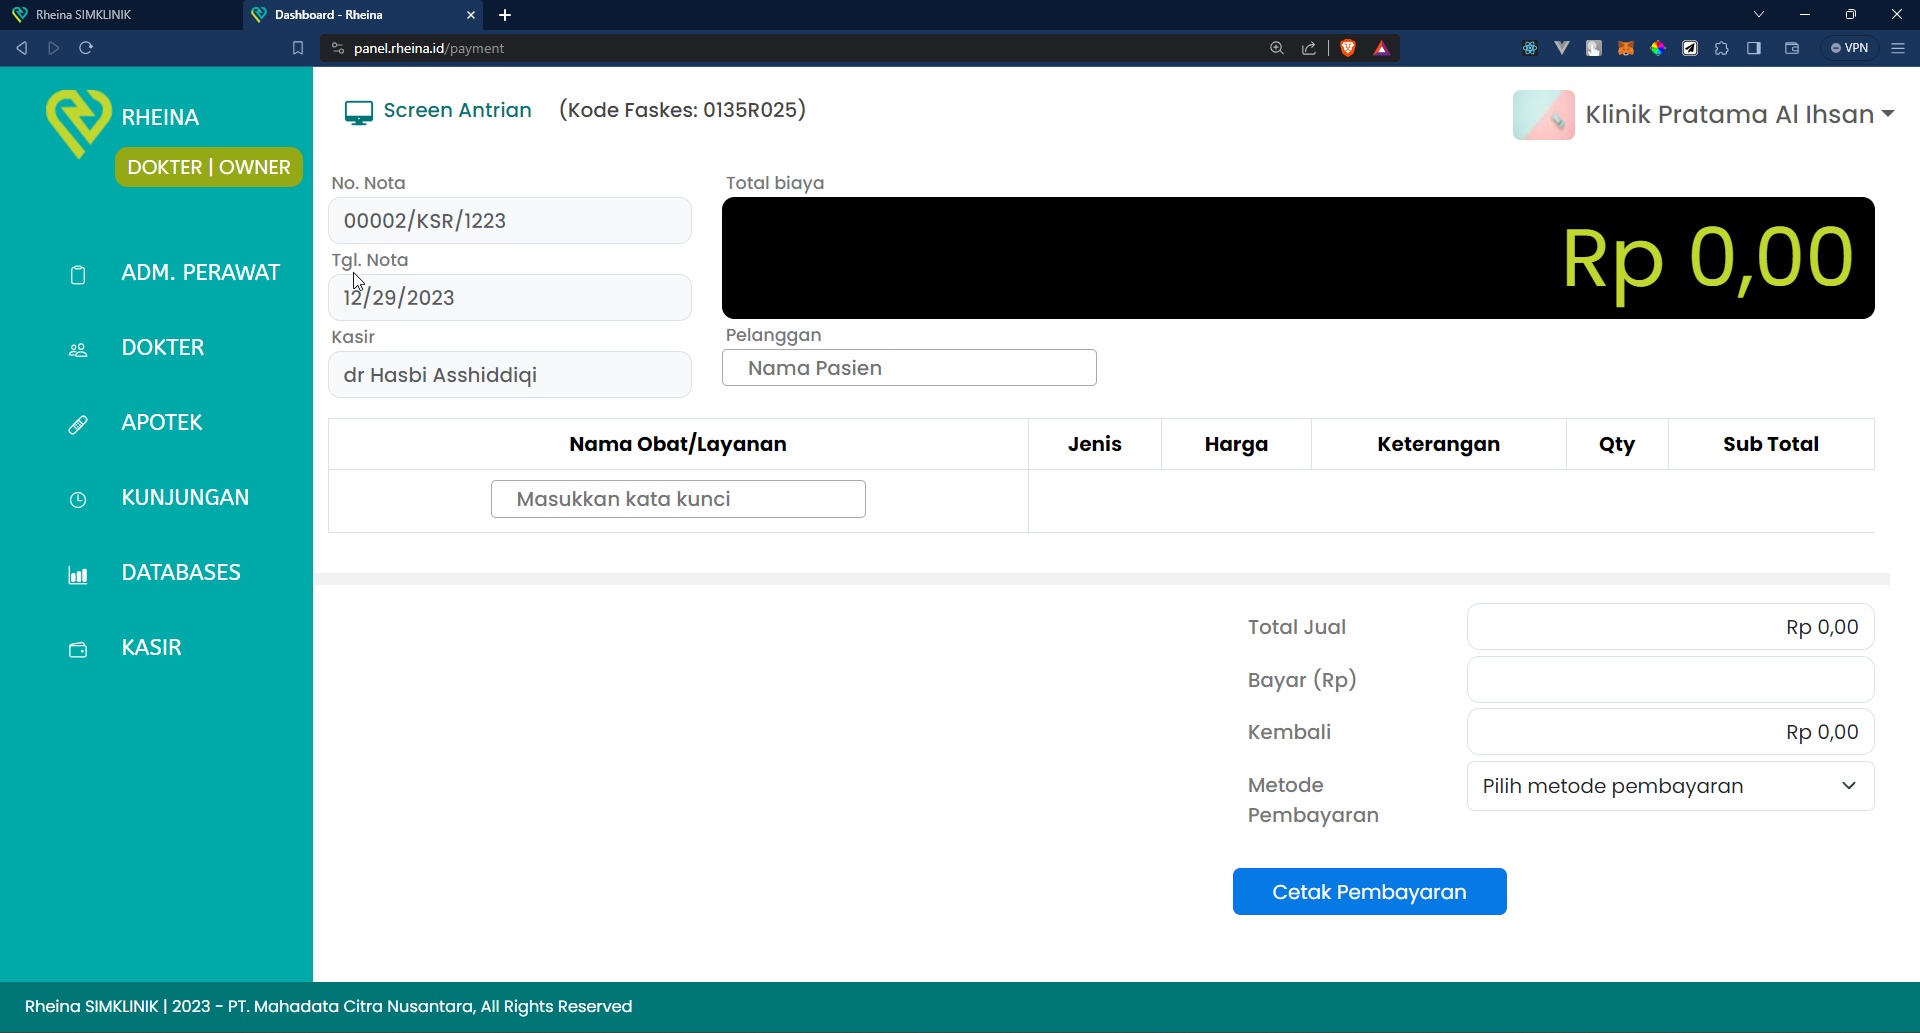 Rheina SIMKLINIK
Dashboard - Rheina
panel.rheina.id/payment
VPN
RHEINA
DOKTER | OWNER
Screen Antrian
(Kode Faskes: 0135R025)
Klinik Pratama Al Ihsan
ADM. PERAWAT
DOKTER
APOTEK
KUNJUNGAN
DATABASES
KASIR
No. Nota
00002/KSR/1223
Tgl. Nota
12/29/2023
Kasir
dr Hasbi Asshiddiqi
Total biaya
Rp 0,00
Pelanggan
Nama Pasien
Nama Obat/Layanan Jenis Harga Keterangan Qty Sub Total
Masukkan kata kunci
Total Jual Rp 0,00
Bayar (Rp)
Kembali Rp 0,00
Metode
Pembayaran
Pilih metode pembayaran
Cetak Pembayaran
Rheina SIMKLINIK | 2023 - PT. Mahadata Citra Nusantara, All Rights Reserved